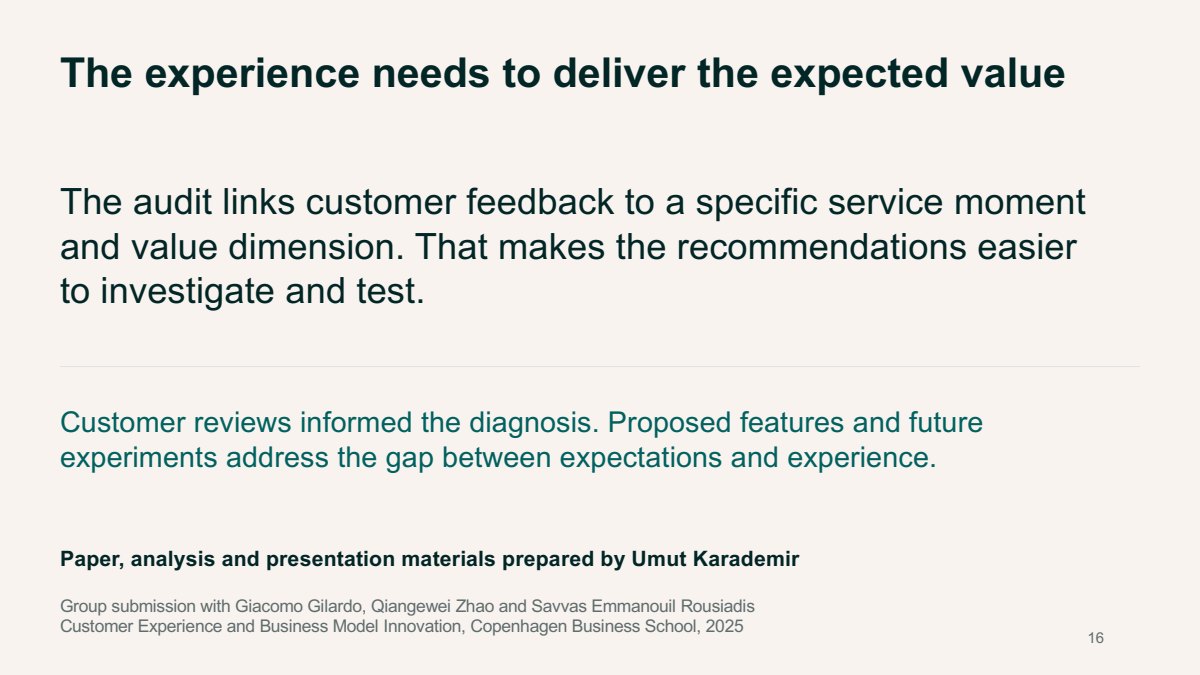 The experience needs to deliver the expected value
The audit links customer feedback to a specific service moment
and value dimension. That makes the recommendations easier
to investigate and test.
Customer reviews informed the diagnosis. Proposed features and future
experiments address the gap between expectations and experience.
Paper, analysis and presentation materials prepared by Umut Karademir
Group submission with Giacomo Gilardo, Qiangewei Zhao and Savvas Emmanouil Rousiadis
Customer Experience and Business Model Innovation, Copenhagen Business School, 2025
16